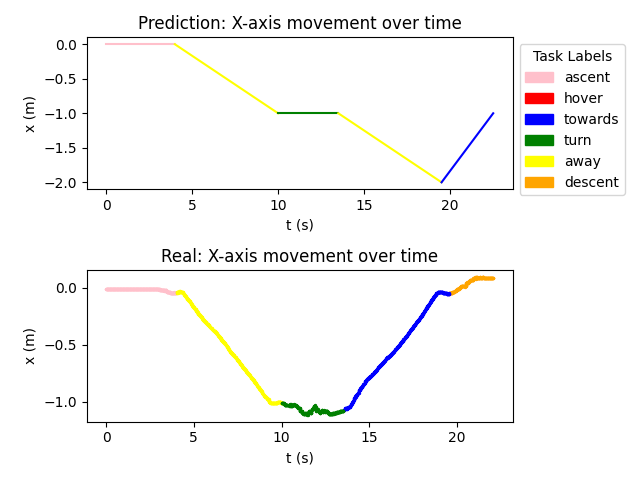 Prediction: X-axis movement over time
0.0
−0.5
−1.0
−1.5
−2.0
x (m)
0 5 10 15 20
t (s)
Task Labels
ascent
hover
towards
turn
away
descent
Real: X-axis movement over time
0.0
−0.5
−1.0
x (m)
0 5 10 15 20
t (s)